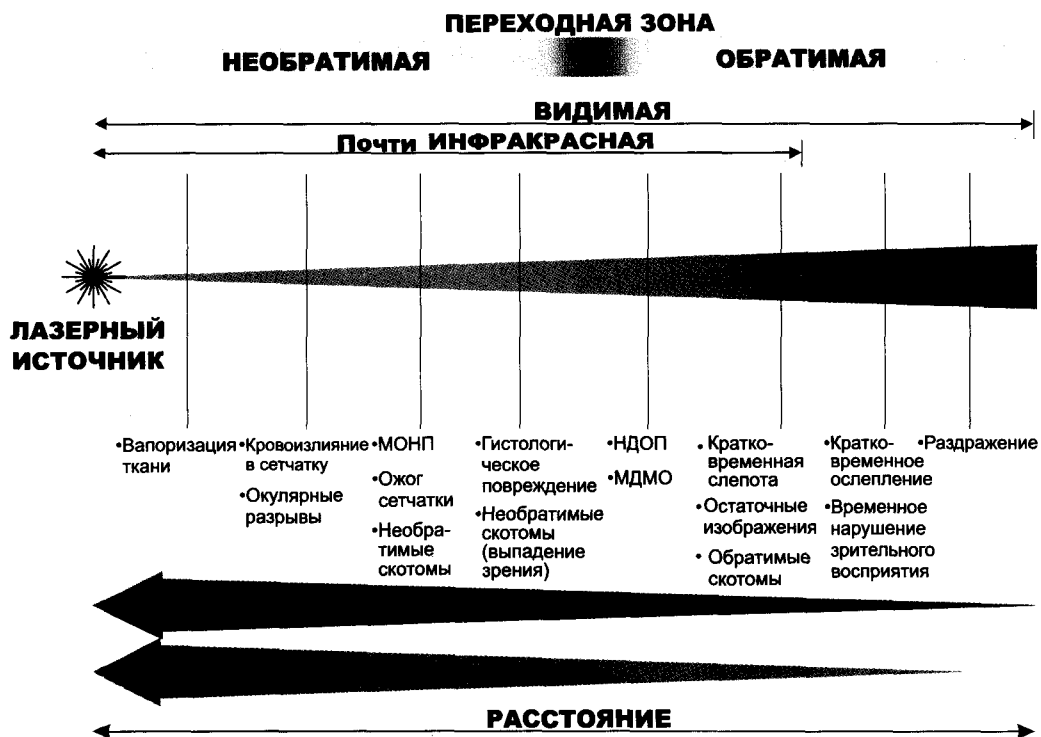 ПЕРЕХОДНАЯ ЗОНА
НЕОБРАТИМАЯ
ОБРАТИМАЯ
ВИДИМАЯ
Почти ИНФРАКРАСНАЯ
ЛАЗЕРНЫЙ
ИСТОЧНИК
•Вапоризация
ткани
•Кровоизлияние
в сетчатку
•Окулярные
разрывы
•МОНП
•Ожог
сетчатки
•Необра-
тимые
скотомы
•Гистологи-
ческое
повреждение
•Необратимые
скотомы
(выпадение
зрения)
•НДОП
•МДМО
• Кратко-
временная
слепота
•Остаточные
изображения
• Обратимые
скотомы
•Кратко-
временное
ослепление
•Временное
нарушение
зрительного
восприятия
•Раздражение
РАССТОЯНИЕ